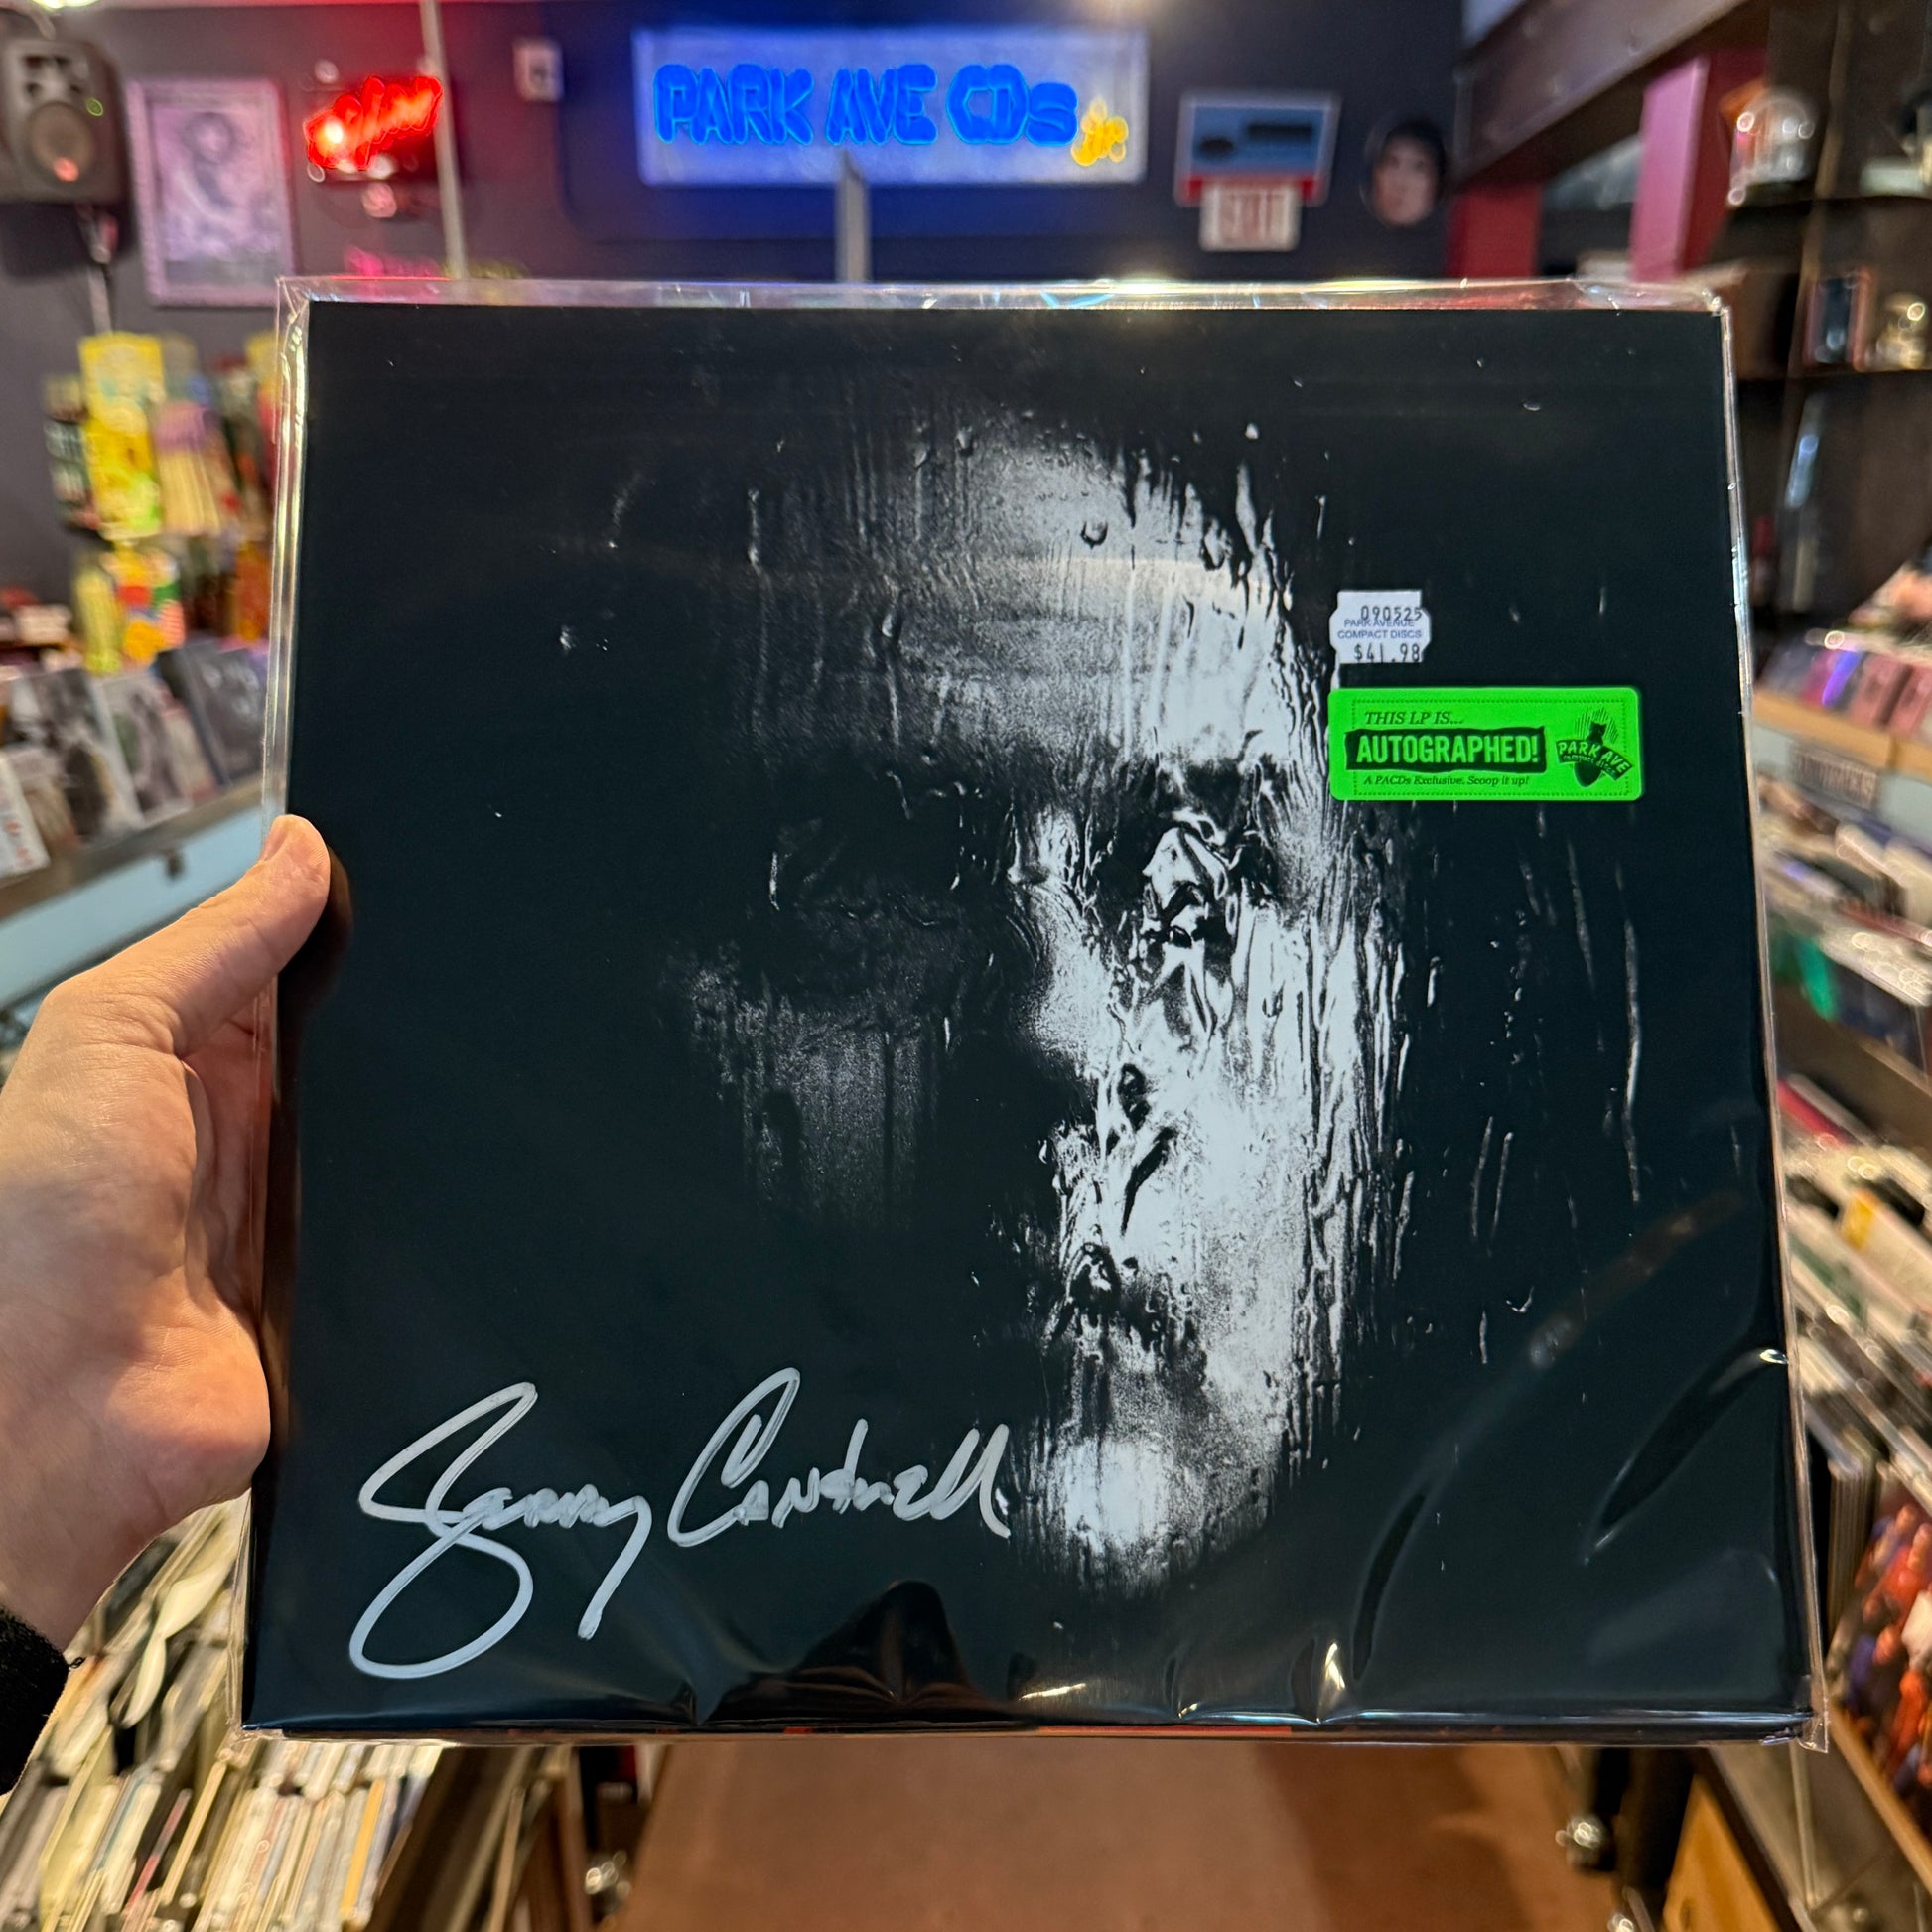 PARK AVE CDs
EXIT
090525
PARK AVENUE
COMPACT DISCS
$41.98
THIS LP IS...
AUTOGRAPHED!
A PACDs Exclusive. Scoop it up!
PARK AVE
Jerry Cantrell